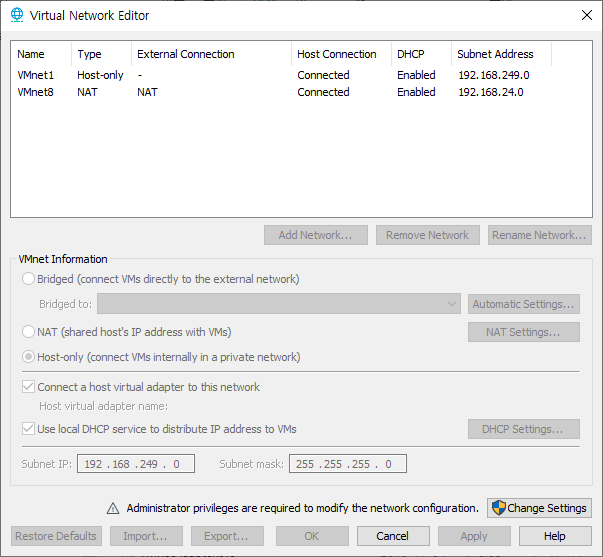 Virtual Network Editor
Name Type External Connection Host Connection DHCP Subnet Address
VMnet1 Host-only - Connected Enabled 192.168.249.0
VMnet8 NAT NAT Connected Enabled 192.168.24.0
Add Network... Remove Network Rename Network...
VMnet Information
Bridged (connect VMs directly to the external network)
Bridged to: Automatic Settings...
NAT (shared host's IP address with VMs) NAT Settings...
Host-only (connect VMs internally in a private network)
Connect a host virtual adapter to this network
Host virtual adapter name:
Use local DHCP service to distribute IP address to VMs DHCP Settings...
Subnet IP: 192 . 168 . 249 . 0 Subnet mask: 255 . 255 . 255 . 0
Administrator privileges are required to modify the network configuration. Change Settings
Restore Defaults Import... Export... OK Cancel Apply Help